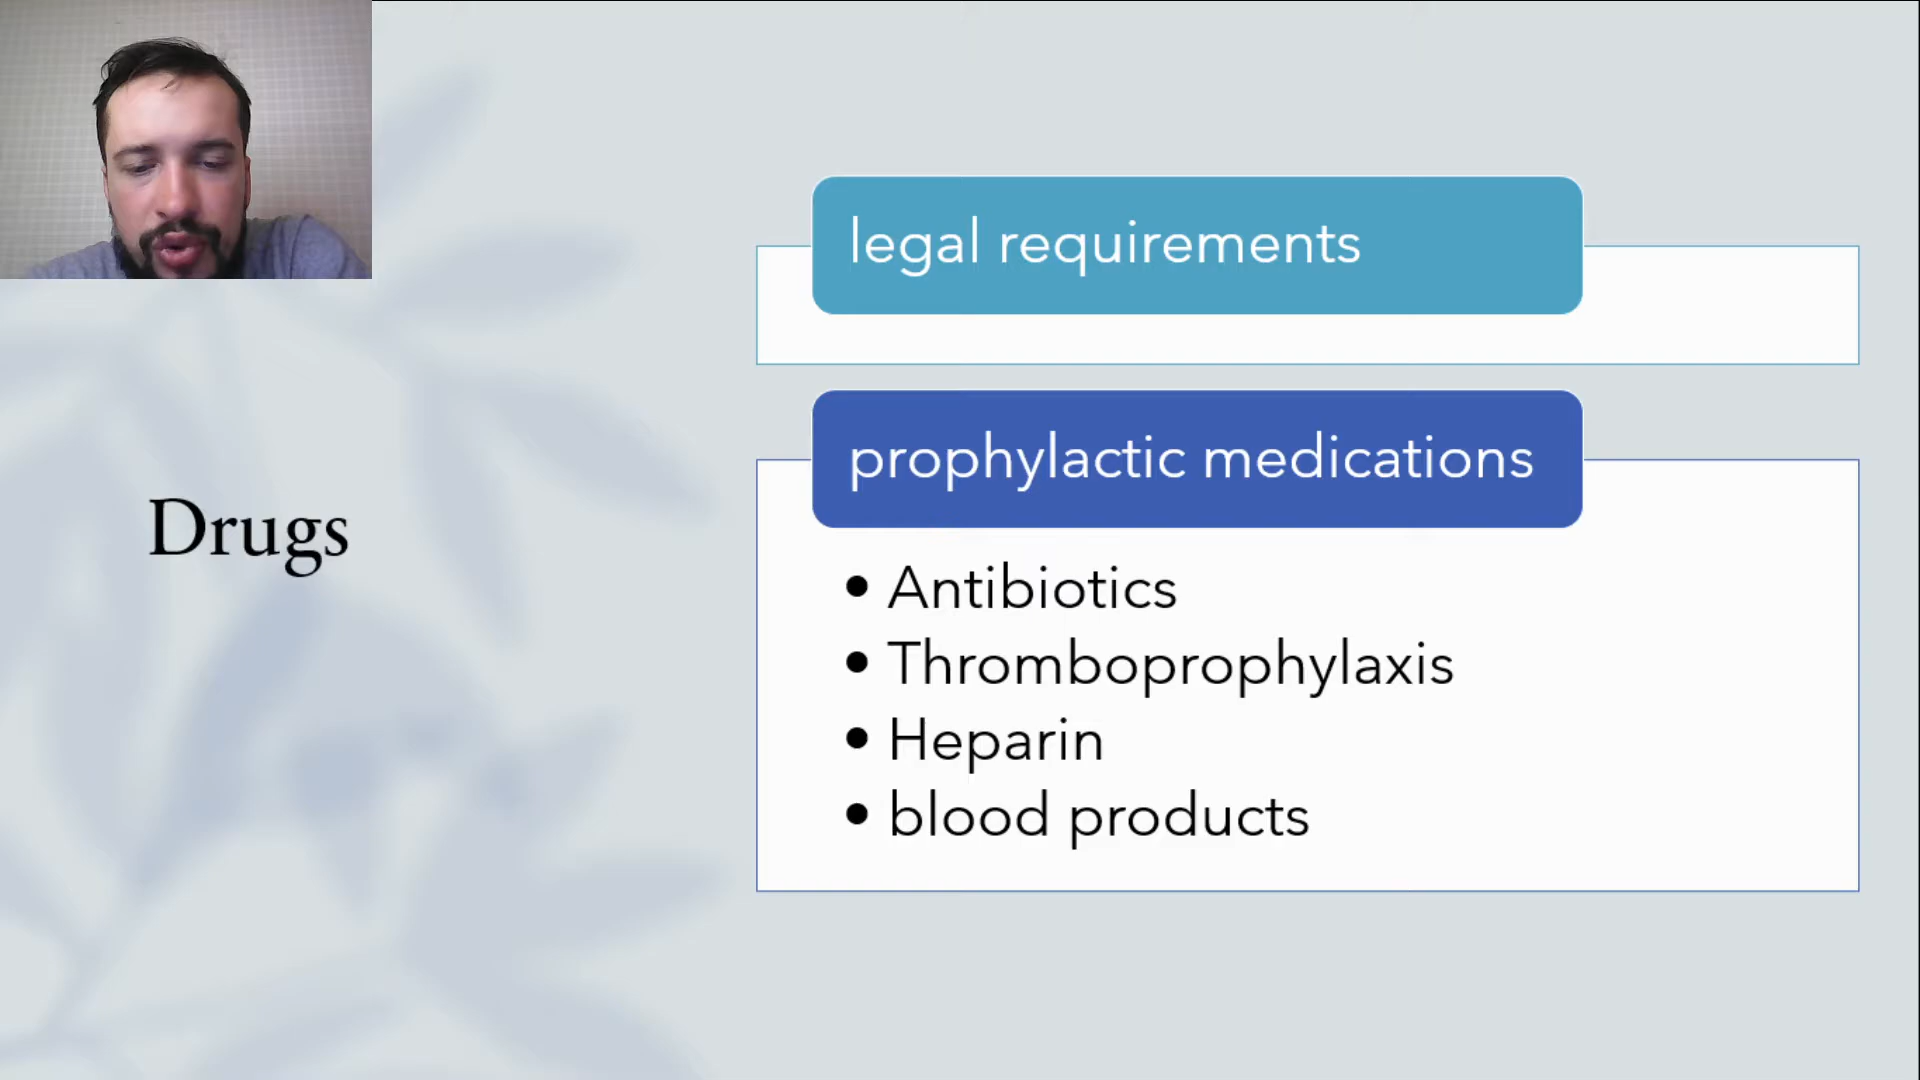 Drugs
legal requirements
prophylactic medications
• Antibiotics
• Thromboprophylaxis
• Heparin
• blood products